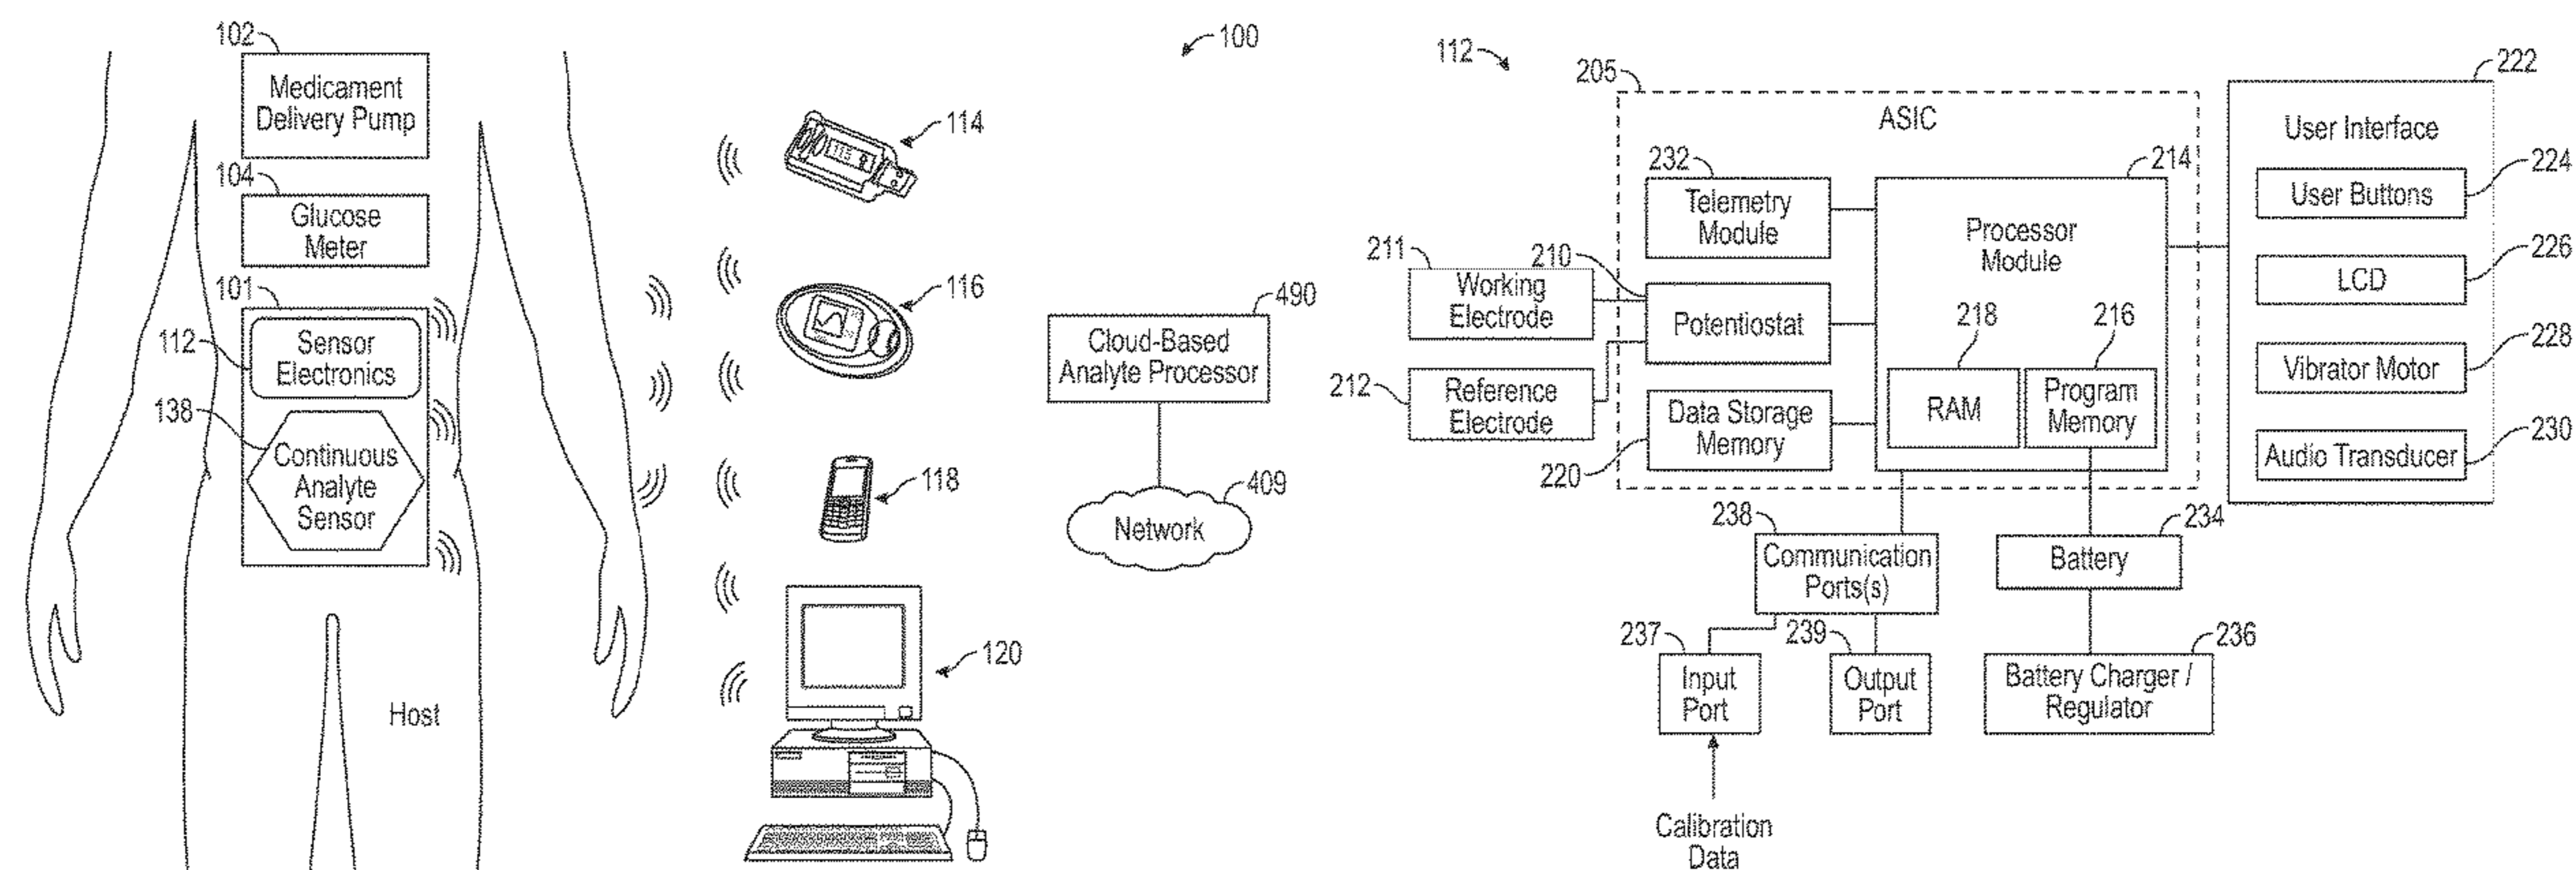 102
Medicament
Delivery Pump
104
Glucose
Meter
101
112
Sensor
Electronics
138
Continuous
Analyte
Sensor
Host
100
114
116
118
120
490
Cloud-Based
Analyte Processor
409
Network
112
205
ASIC
232
Telemetry
Module
214
Processor
Module
211
Working
Electrode
210
Potentiostat
212
Reference
Electrode
Data Storage
Memory
220
218
RAM
216
Program
Memory
222
User Interface
224
User Buttons
226
LCD
228
Vibrator Motor
230
Audio Transducer
238
Communication
Ports(s)
234
Battery
237
Input
Port
239
Output
Port
236
Battery Charger /
Regulator
Calibration
Data